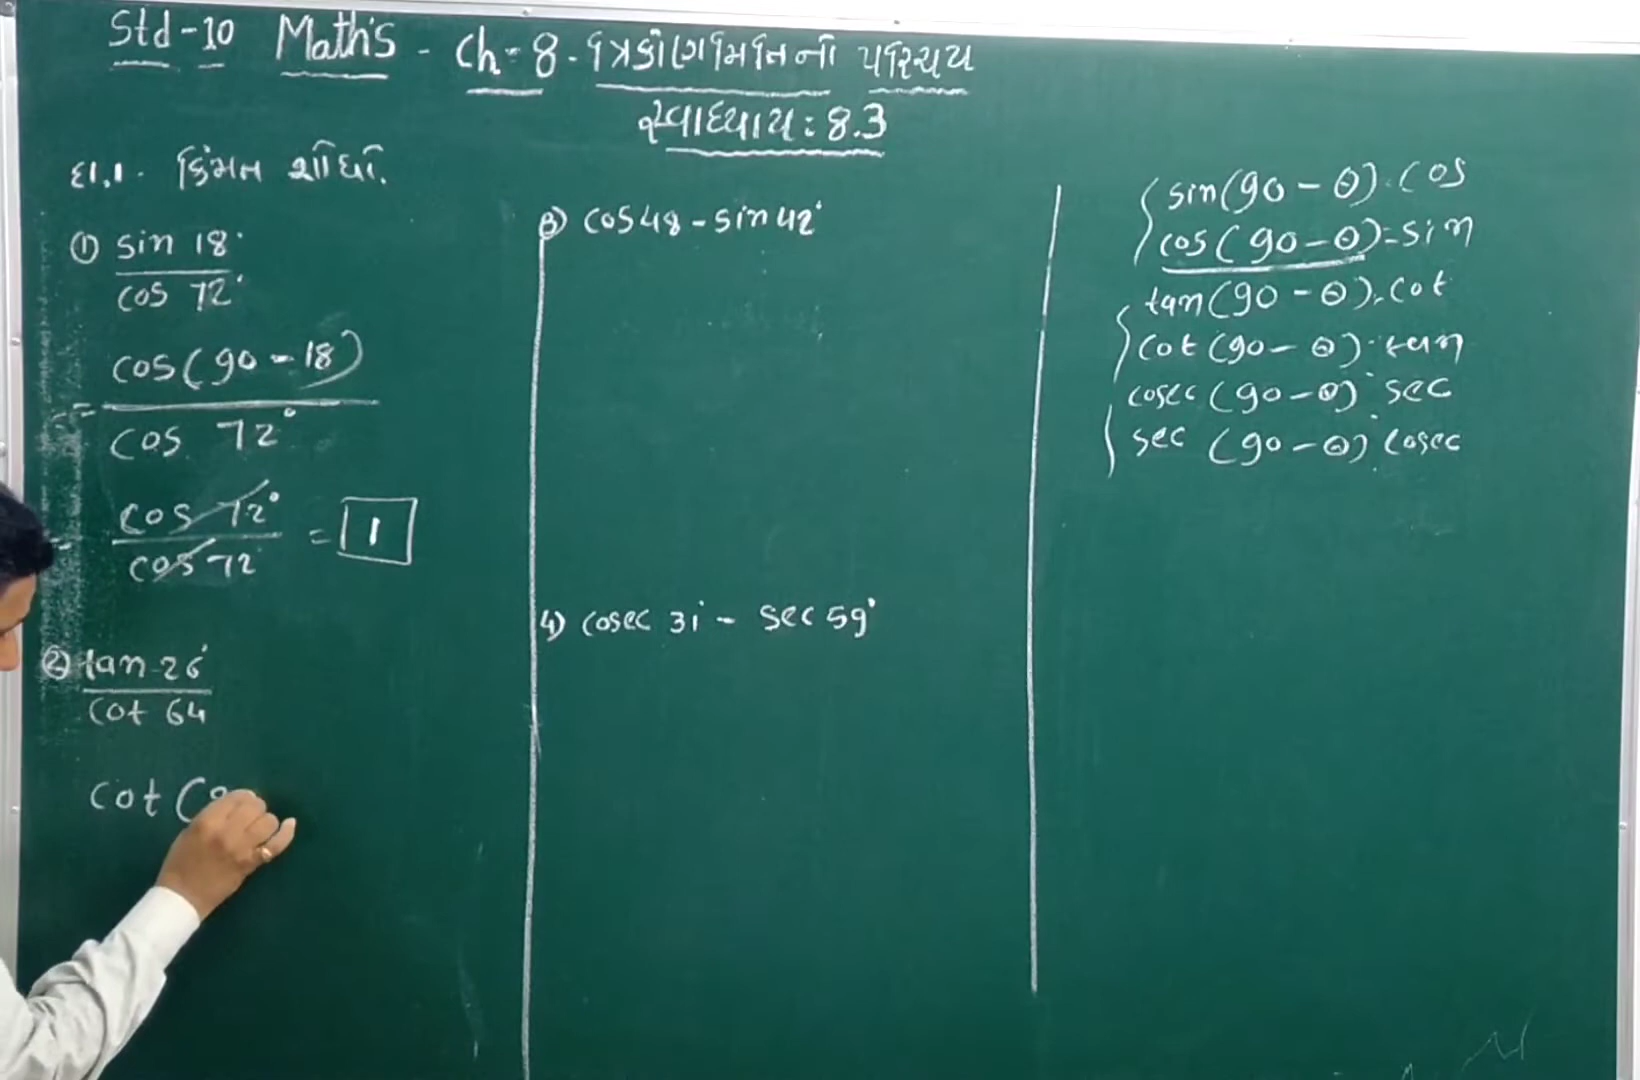 Std-10 Math's - Ch-8 - ત્રિકોણમિતિનો પરિચય
સ્વાધ્યાય: 8.3
દા.1. કિંમત શોધો.
① sin 18°
cos 72°
cos(90-18)
=
cos 72°
cos 72°
= 1
cos 72
② tan 26°
cot 64
cot (9
3) cos 48 - sin 42°
4) cosec 31° - sec 59°
sin(90-θ) = cos
cos(90-θ) = sin
tan(90-θ) = cot
cot(90-θ) = tan
cosec(90-θ) = sec
sec (90-θ) = cosec